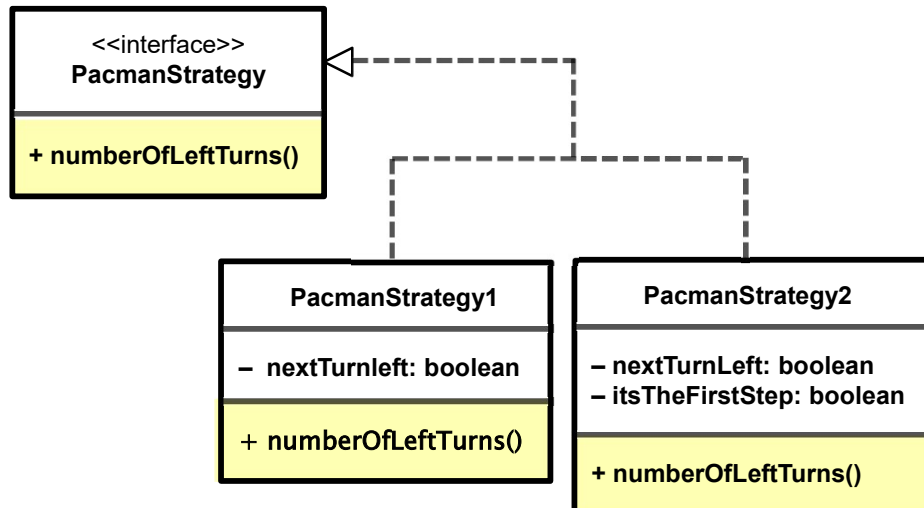 <<interface>>
PacmanStrategy
+ numberOfLeftTurns()
PacmanStrategy1
– nextTurnleft: boolean
+ numberOfLeftTurns()
PacmanStrategy2
– nextTurnLeft: boolean
– itsTheFirstStep: boolean
+ numberOfLeftTurns()